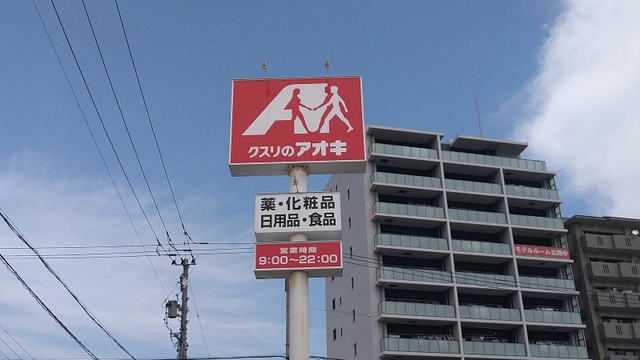 クスリのアオキ
薬・化粧品
日用品・食品
営業時間
9:00〜22:00
モデルルーム公開中